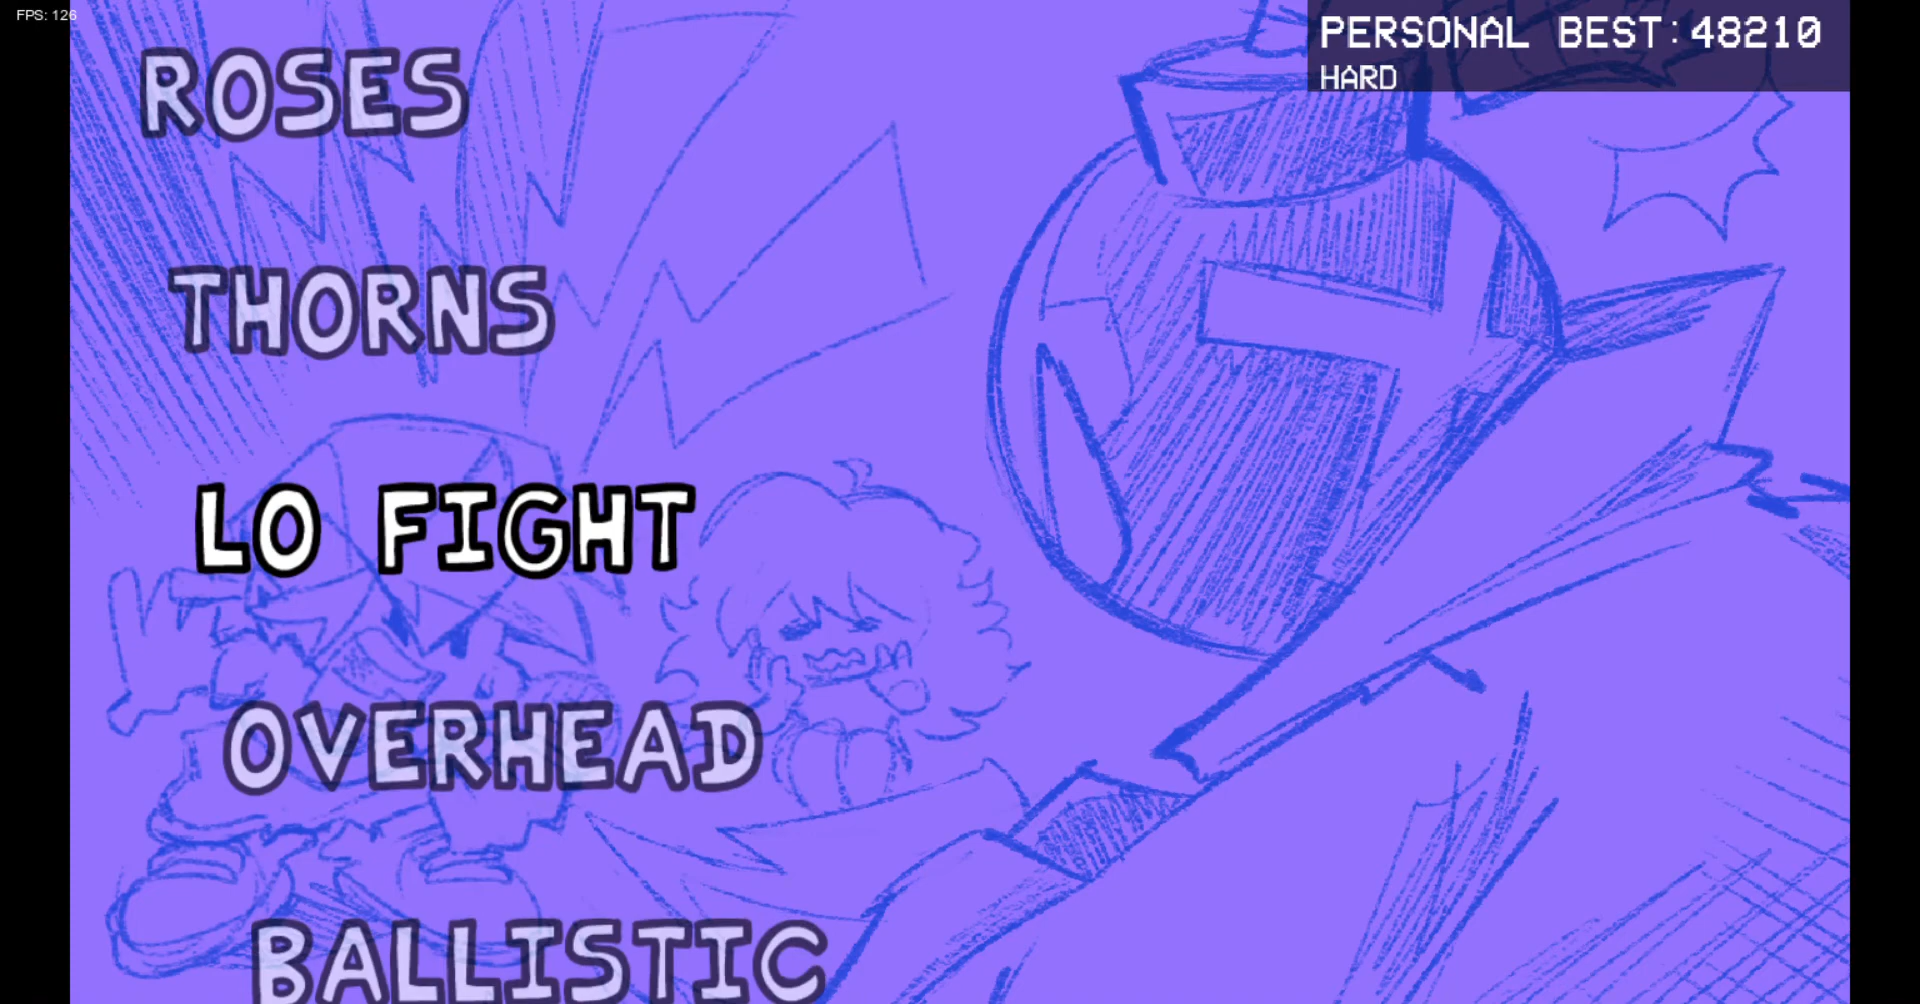 FPS: 126
PERSONAL BEST:48210
HARD
ROSES
THORNS
LO FIGHT
OVERHEAD
BALLISTIC